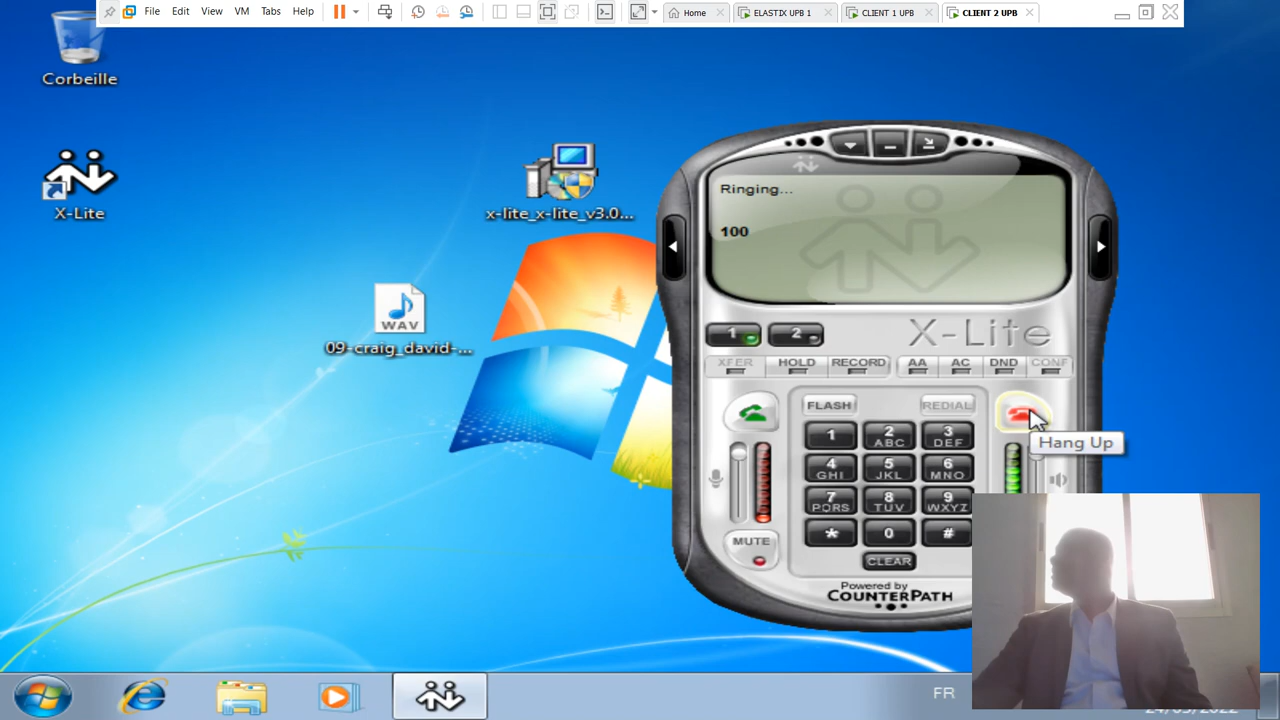 File Edit View VM Tabs Help Home ELASTIX UPB 1 CLIENT 1 UPB CLIENT 2 UPB
Corbeille
X-Lite
x-lite_x-lite_v3.0...
WAV
09-craig_david-...
Ringing...
100
1 2 X-Lite
XFER HOLD RECORD AA AC DND CONF
FLASH REDIAL
Hang Up
1 2 ABC 3 DEF
4 GHI 5 JKL 6 MNO
7 PQRS 8 TUV 9 WXYZ
* 0 #
MUTE
CLEAR
Powered by
COUNTERPATH
FR